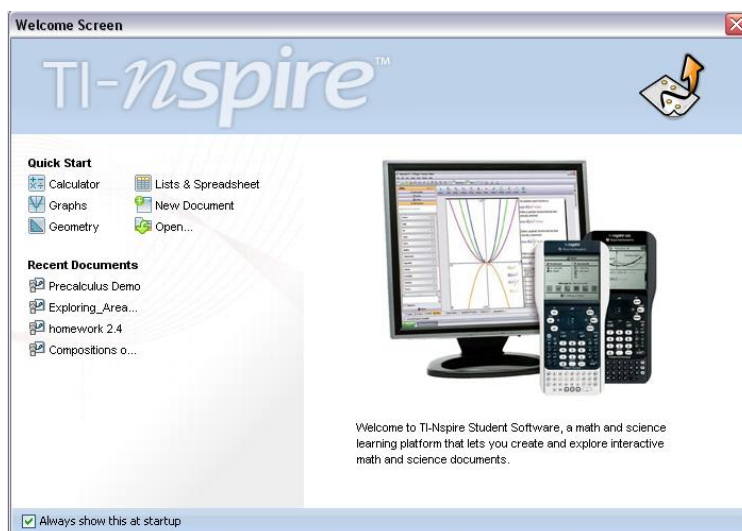 Welcome Screen
TI-nspire™
Quick Start
Calculator
Lists & Spreadsheet
Graphs
New Document
Geometry
Open...
Recent Documents
Precalculus Demo
Exploring_Area...
homework 2.4
Compositions o...
Welcome to TI-Nspire Student Software, a math and science
learning platform that lets you create and explore interactive
math and science documents.
Always show this at startup